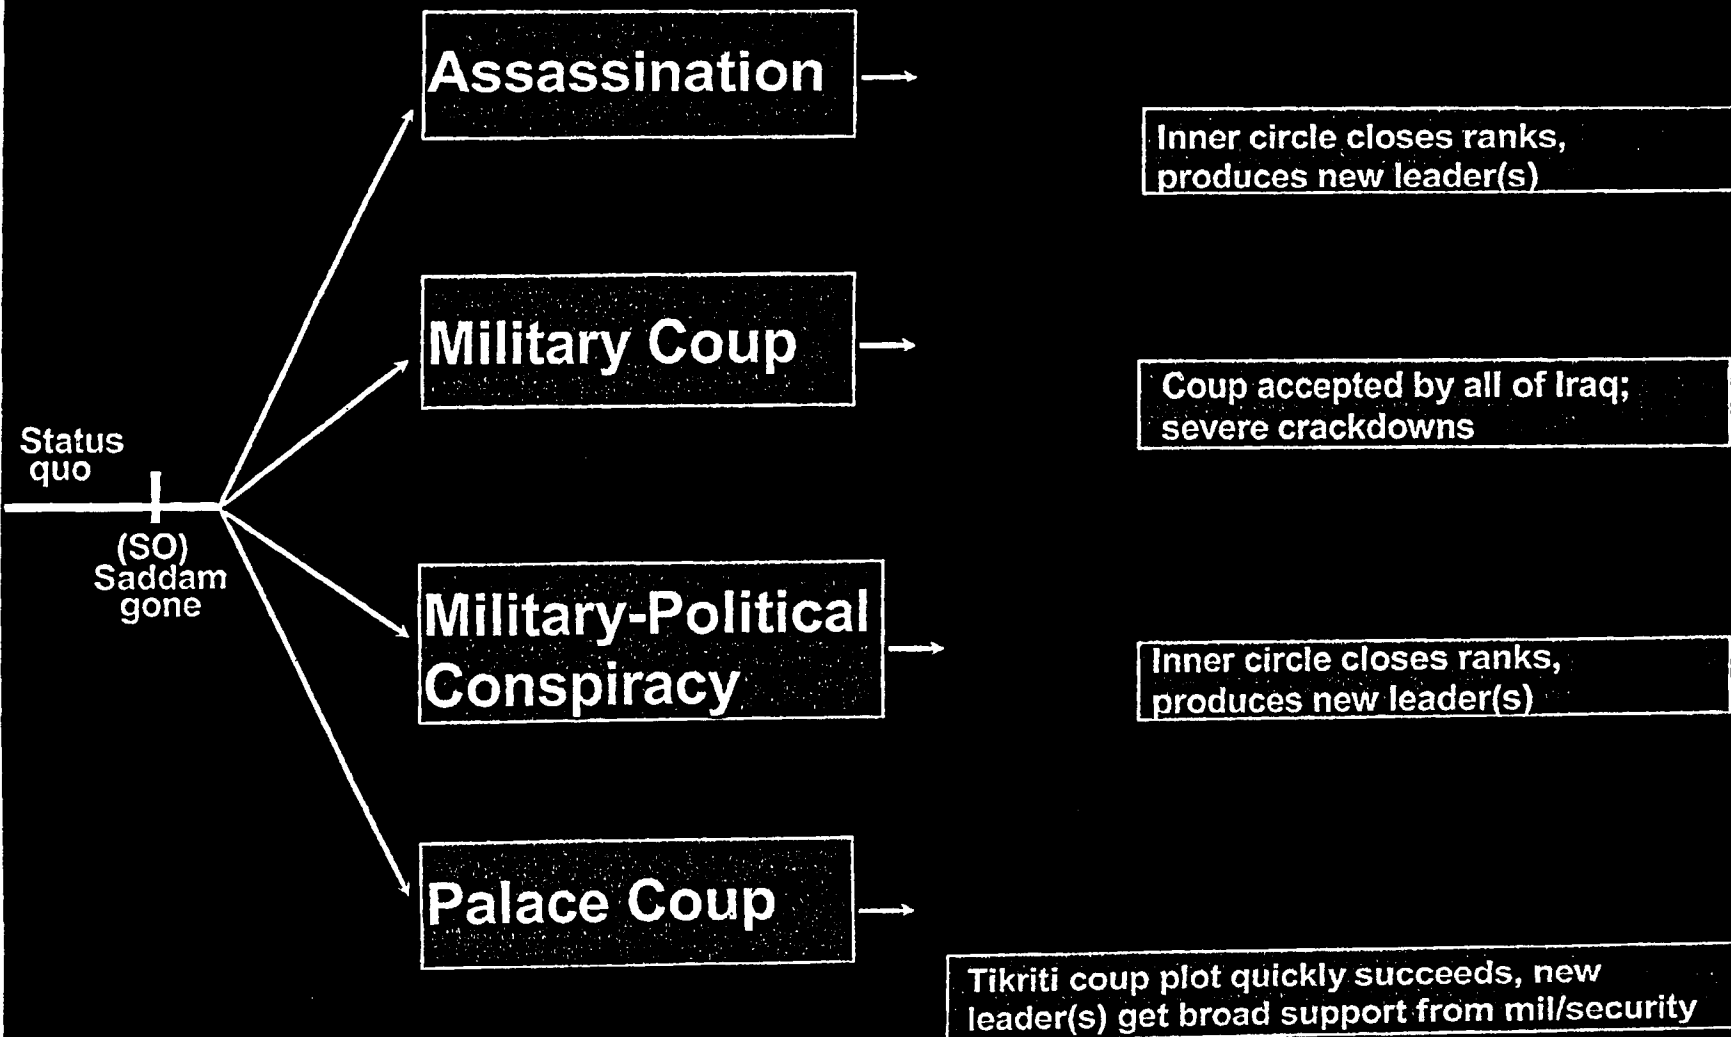 Assassination
Inner circle closes ranks,
produces new leader(s)
Military Coup
Coup accepted by all of Iraq;
severe crackdowns
Status
quo
(SO)
Saddam
gone
Military-Political
Conspiracy
Inner circle closes ranks,
produces new leader(s)
Palace Coup
Tikriti coup plot quickly succeeds, new
leader(s) get broad support from mil/security